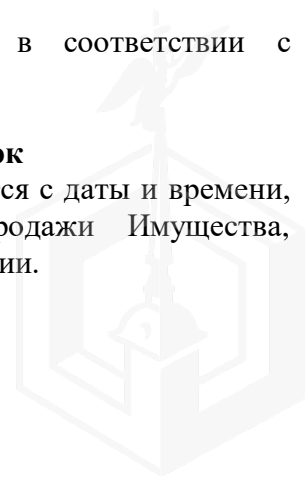 в соответствии с
ок
ся с даты и времени,
родажи Имущества,
ии.